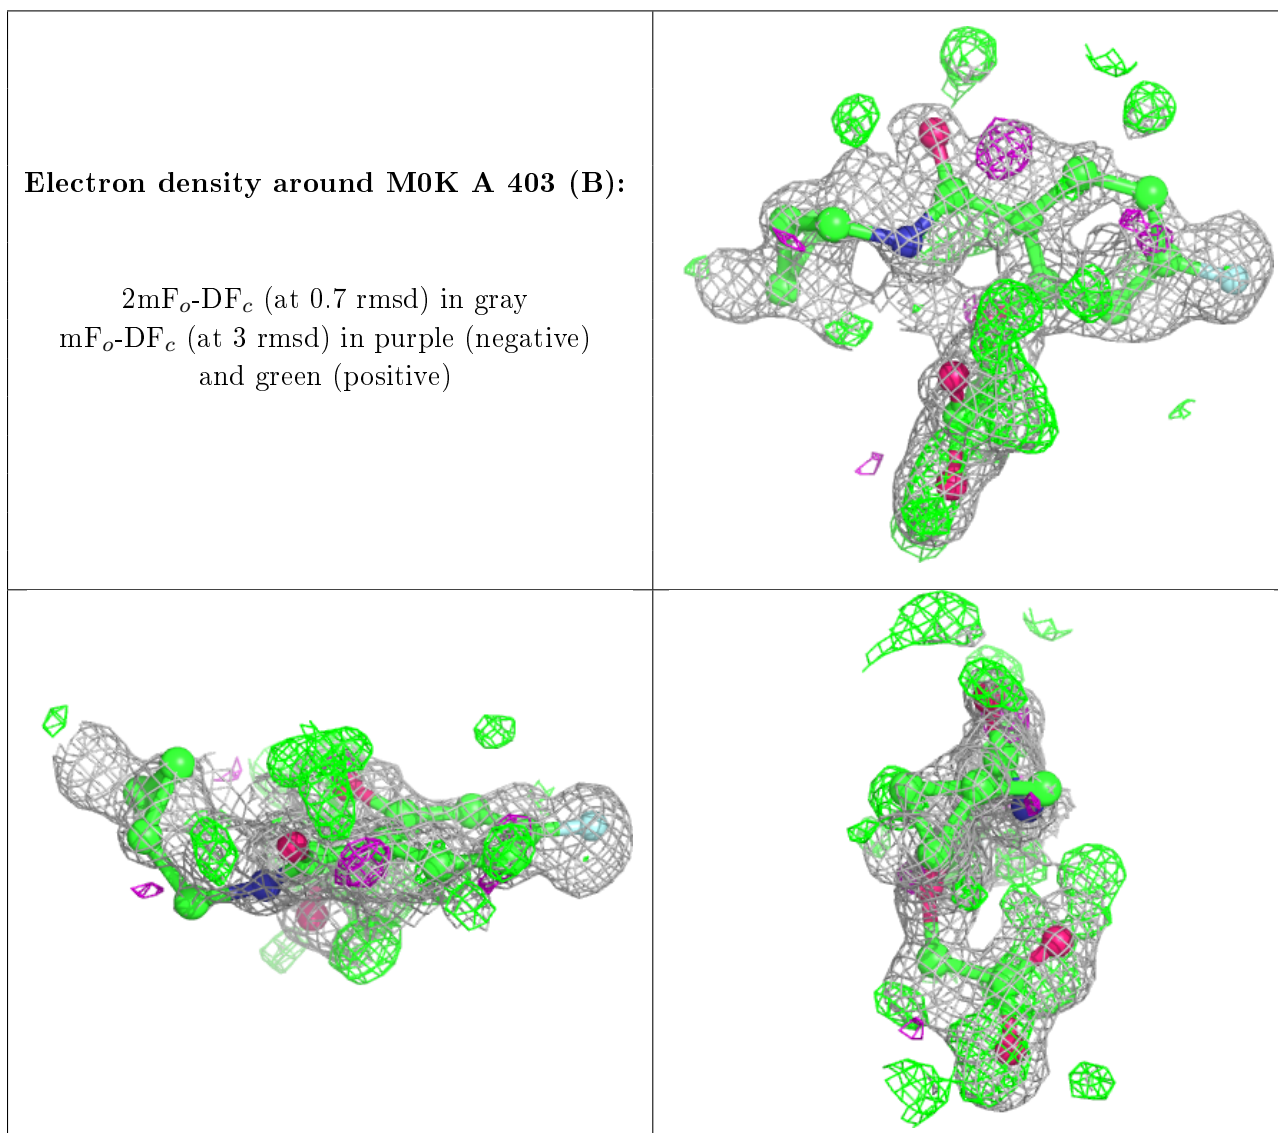 Electron density around M0K A 403 (B):
2mFo-DFc (at 0.7 rmsd) in gray
mFo-DFc (at 3 rmsd) in purple (negative)
and green (positive)